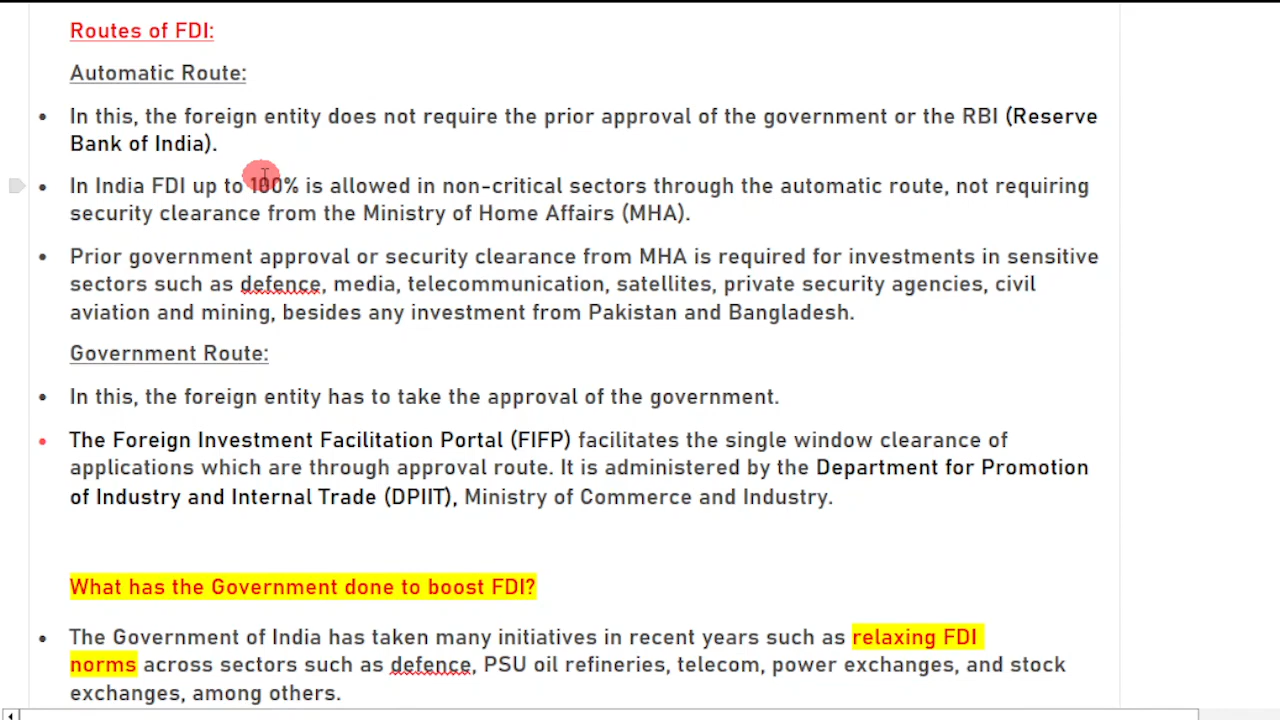 Routes of FDI:
Automatic Route:
In this, the foreign entity does not require the prior approval of the government or the RBI (Reserve
Bank of India).
In India FDI up to 100% is allowed in non-critical sectors through the automatic route, not requiring
security clearance from the Ministry of Home Affairs (MHA).
Prior government approval or security clearance from MHA is required for investments in sensitive
sectors such as defence, media, telecommunication, satellites, private security agencies, civil
aviation and mining, besides any investment from Pakistan and Bangladesh.
Government Route:
In this, the foreign entity has to take the approval of the government.
The Foreign Investment Facilitation Portal (FIFP) facilitates the single window clearance of
applications which are through approval route. It is administered by the Department for Promotion
of Industry and Internal Trade (DPIIT), Ministry of Commerce and Industry.
What has the Government done to boost FDI?
The Government of India has taken many initiatives in recent years such as relaxing FDI
norms across sectors such as defence, PSU oil refineries, telecom, power exchanges, and stock
exchanges, among others.